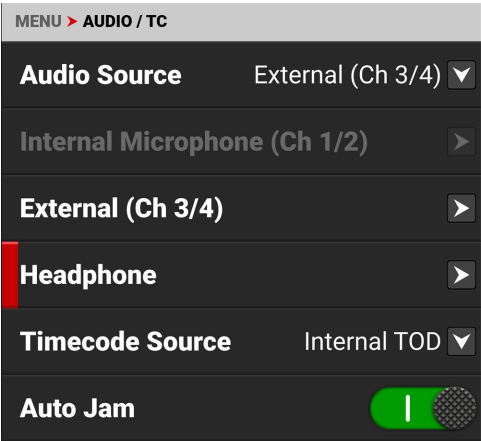 MENU ➤ AUDIO / TC
Audio Source External (Ch 3/4)
Internal Microphone (Ch 1/2)
External (Ch 3/4)
Headphone
Timecode Source Internal TOD
Auto Jam